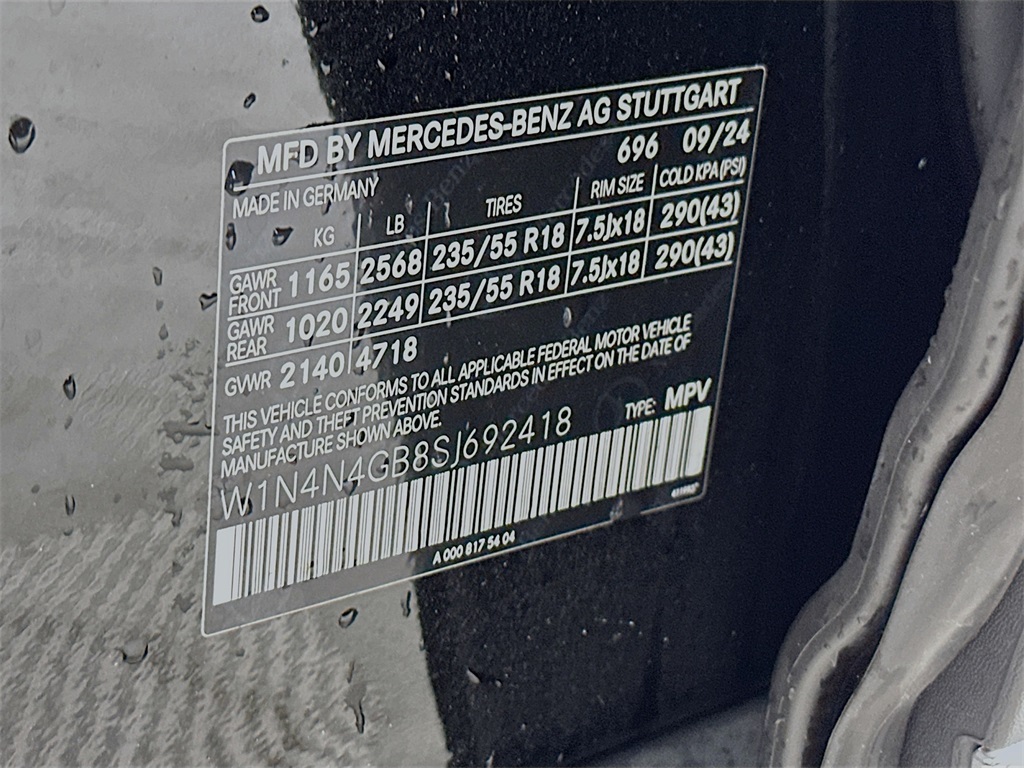 MFD BY MERCEDES-BENZ AG STUTTGART
696 09/24
MADE IN GERMANY
KG LB TIRES RIM SIZE COLD KPA(PSI)
GAWR FRONT 1165 2568 235/55 R18 7.5Jx18 290(43)
GAWR REAR 1020 2249 235/55 R18 7.5Jx18 290(43)
GVWR 2140 4718
THIS VEHICLE CONFORMS TO ALL APPLICABLE FEDERAL MOTOR VEHICLE
SAFETY AND THEFT PREVENTION STANDARDS IN EFFECT ON THE DATE OF
MANUFACTURE SHOWN ABOVE.
W1N4N4GB8SJ692418 TYPE: MPV
A 000 817 54 04